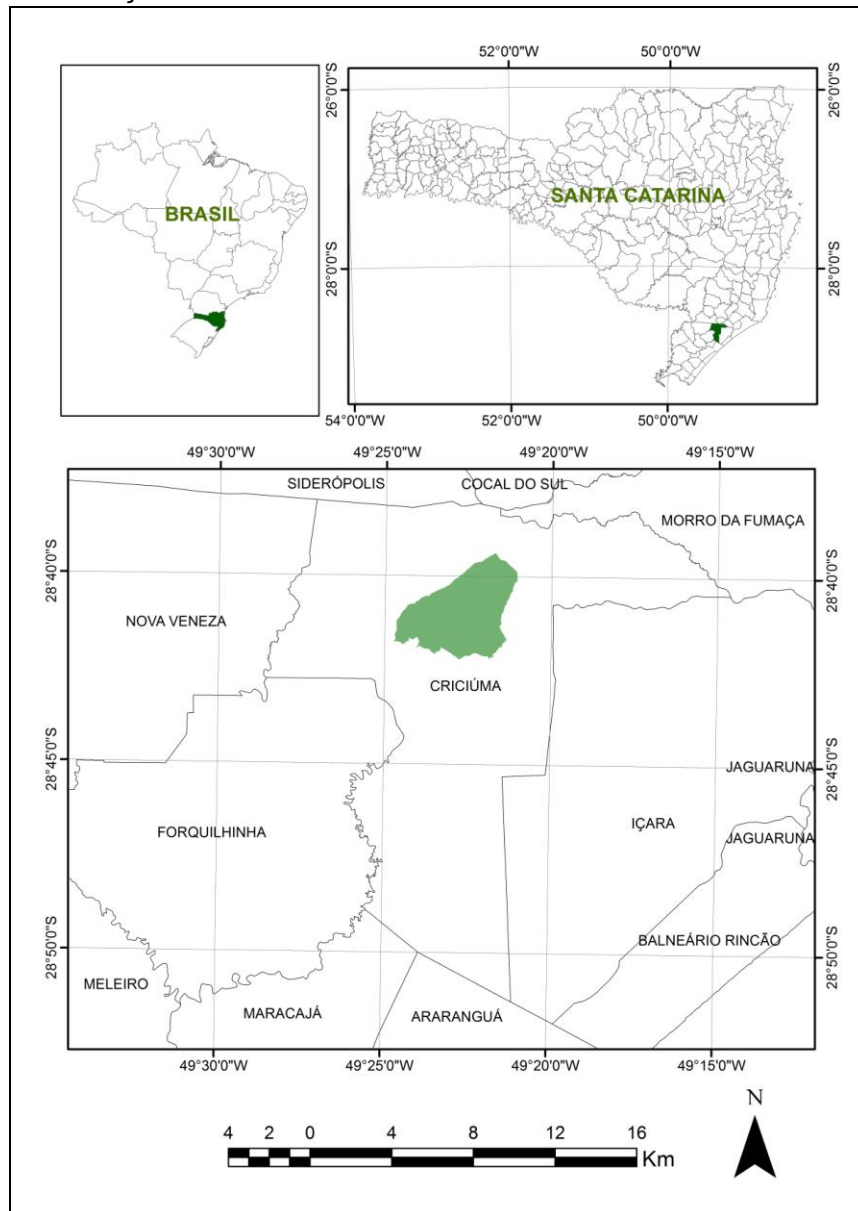 52°0'0"W 50°0'0"W
26°0'0"S 26°0'0"S
BRASIL
SANTA CATARINA
28°0'0"S 28°0'0"S
54°0'0"W 52°0'0"W 50°0'0"W
49°30'0"W 49°25'0"W 49°20'0"W 49°15'0"W
SIDERÓPOLIS COCAL DO SUL
MORRO DA FUMAÇA
28°40'0"S 28°40'0"S
NOVA VENEZA
CRICIÚMA
28°45'0"S 28°45'0"S
JAGUARUNA
FORQUILHINHA IÇARA
JAGUARUNA
BALNEÁRIO RINCÃO
28°50'0"S 28°50'0"S
MELEIRO
MARACAJÁ ARARANGUÁ
49°30'0"W 49°25'0"W 49°20'0"W 49°15'0"W
N
4 2 0 4 8 12 16
Km